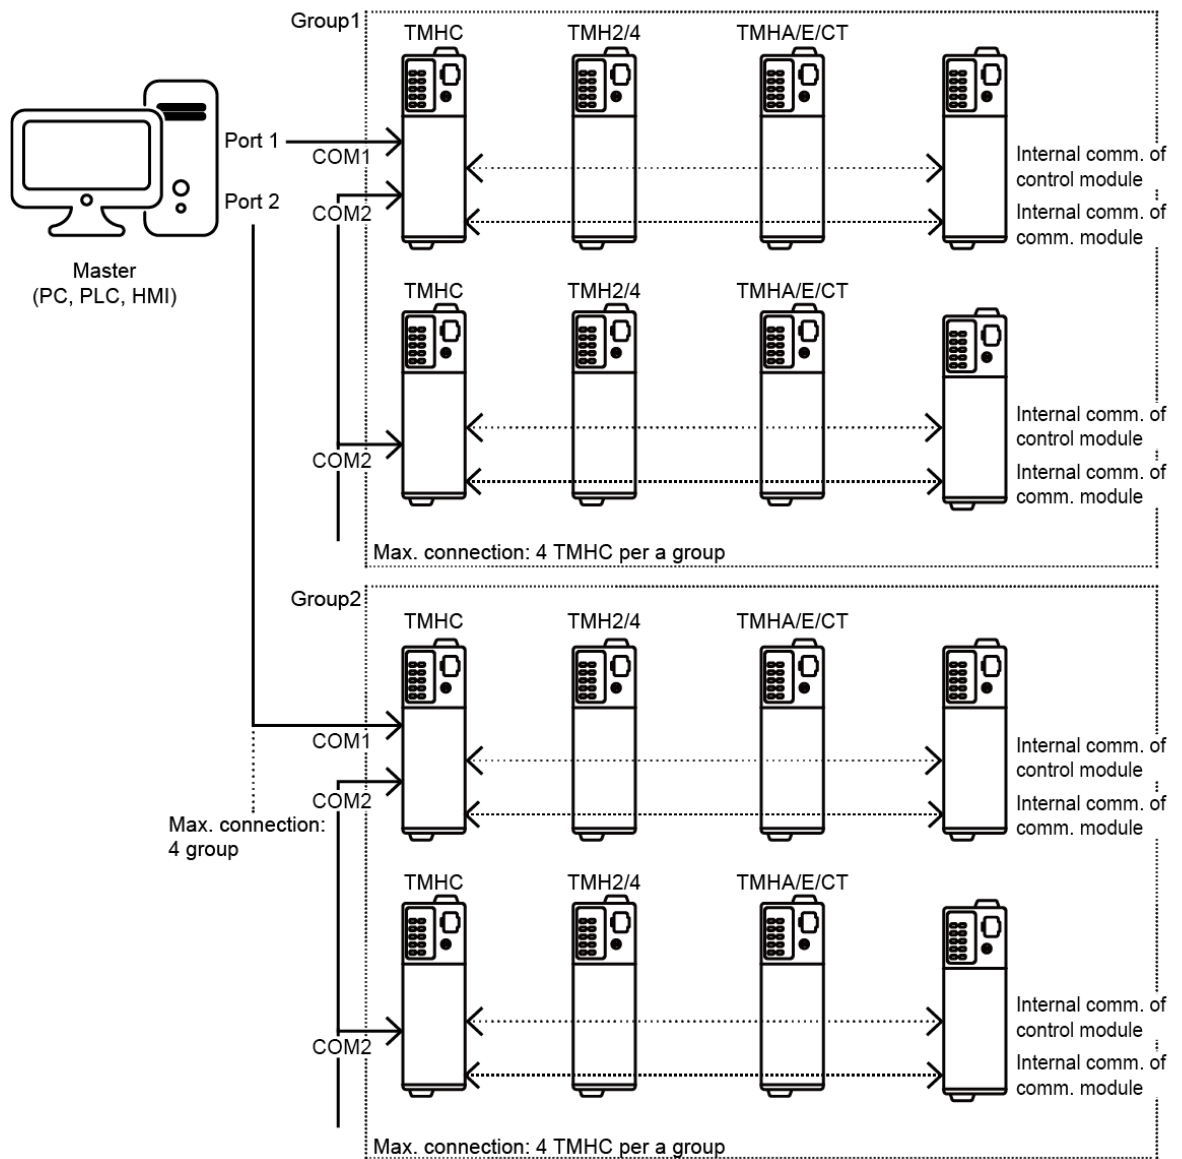 Group1
TMHC
TMH2/4
TMHA/E/CT
Port 1
COM1
Port 2
COM2
Internal comm. of
control module
Internal comm. of
comm. module
Master
(PC, PLC, HMI)
TMHC
TMH2/4
TMHA/E/CT
COM2
Internal comm. of
control module
Internal comm. of
comm. module
Max. connection: 4 TMHC per a group
Group2
TMHC
TMH2/4
TMHA/E/CT
COM1
COM2
Internal comm. of
control module
Internal comm. of
comm. module
Max. connection:
4 group
TMHC
TMH2/4
TMHA/E/CT
COM2
Internal comm. of
control module
Internal comm. of
comm. module
Max. connection: 4 TMHC per a group